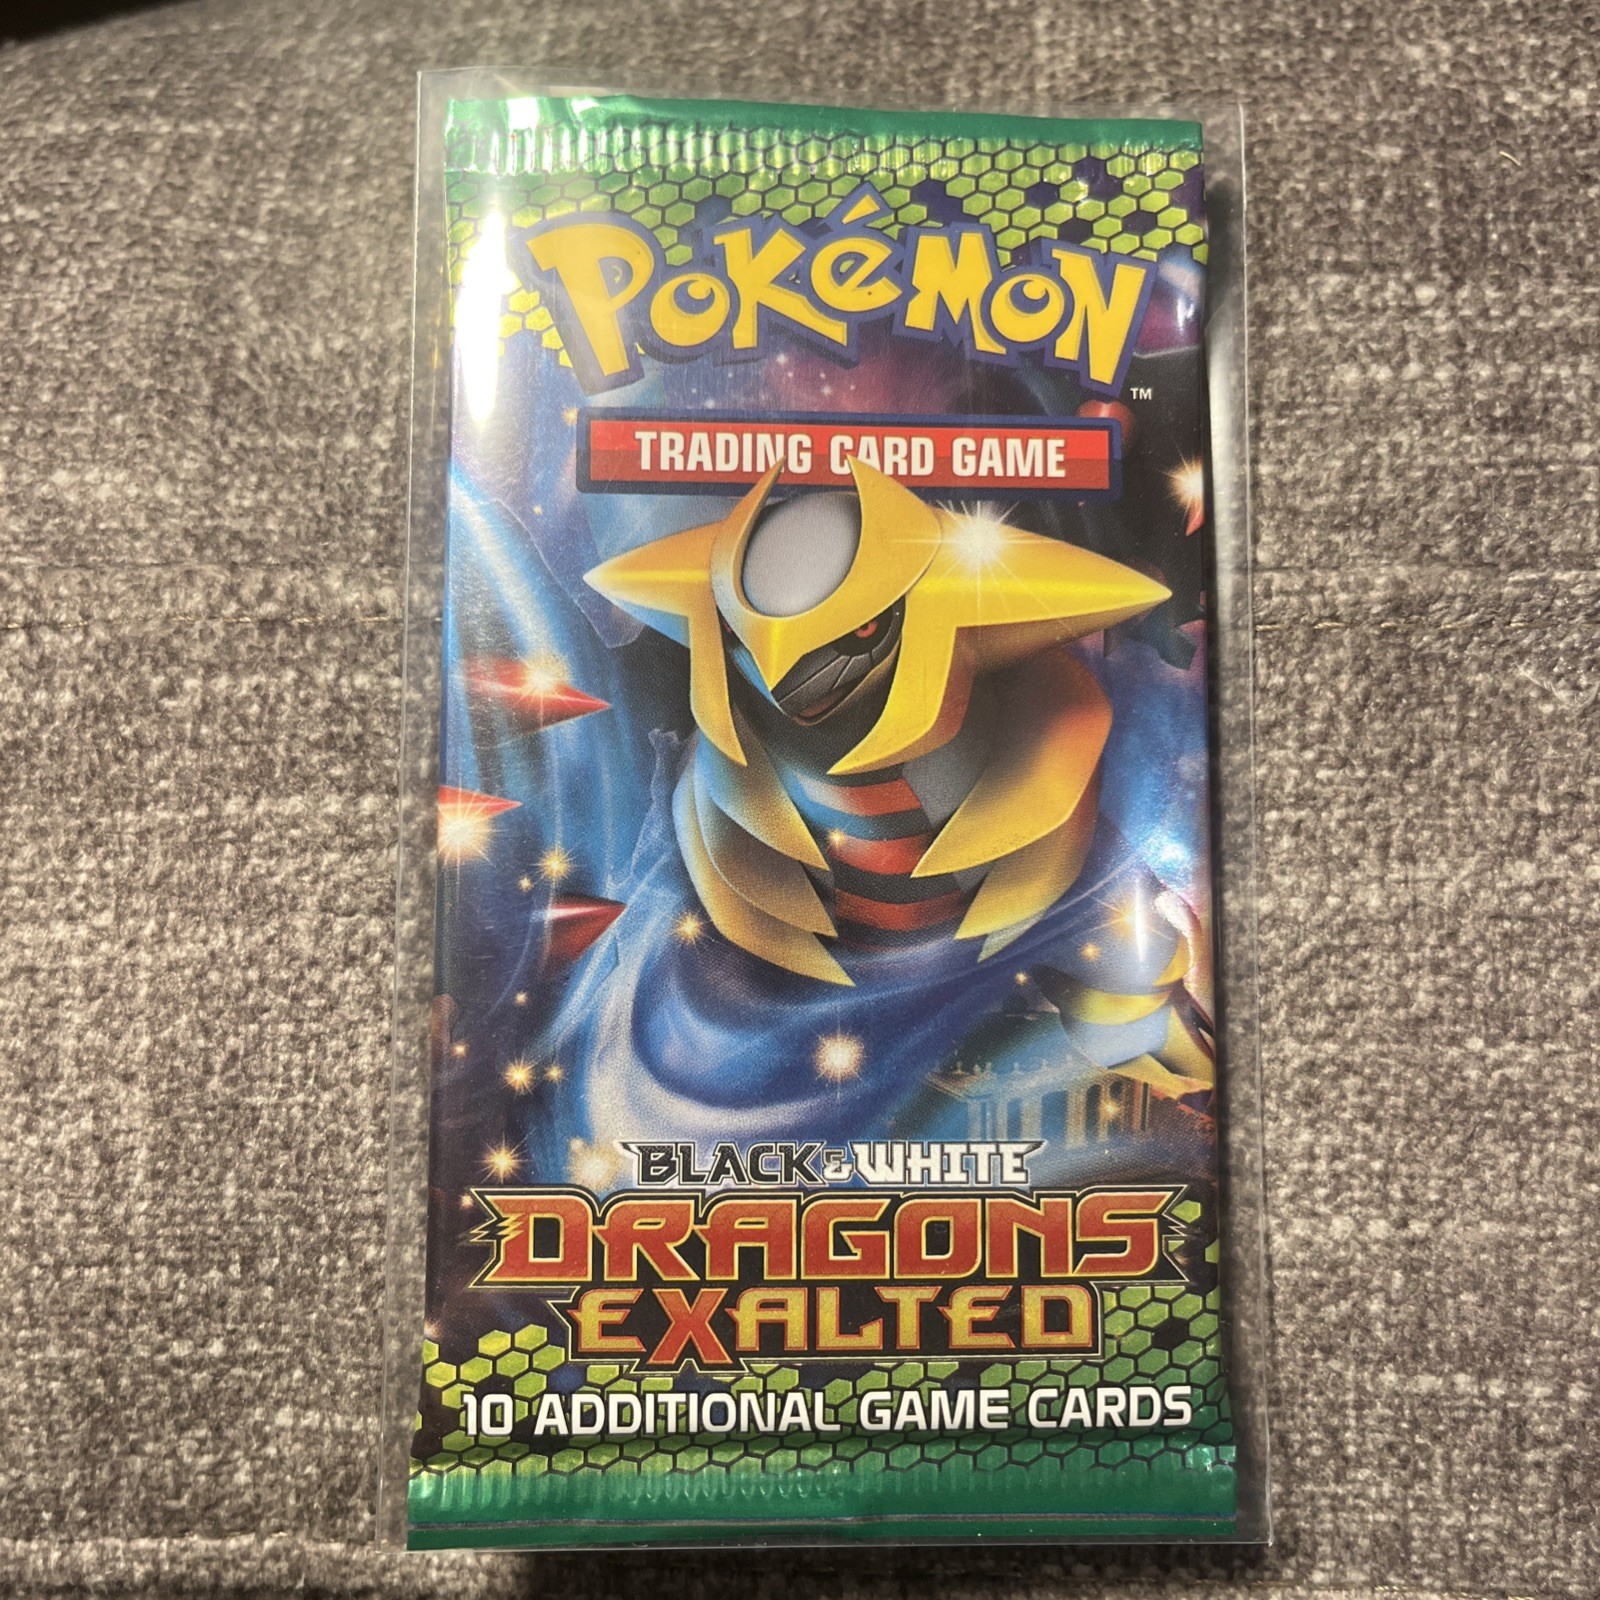 POKéMON
TM
TRADING CARD GAME
BLACK & WHITE
DRAGONS
EXALTED
10 ADDITIONAL GAME CARDS